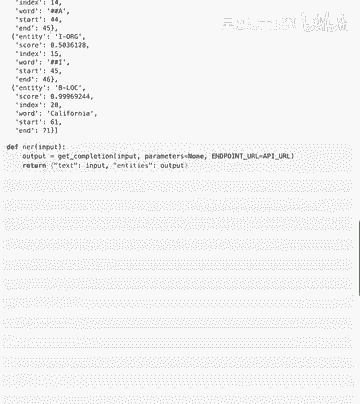 'index': 14,
'word': '##A',
'start': 44,
'end': 45},
{'entity': 'I-ORG',
'score': 0.5036128,
'index': 15,
'word': '##I',
'start': 45,
'end': 46},
{'entity': 'B-LOC',
'score': 0.99969244,
'index': 20,
'word': 'California',
'start': 61,
'end': 71}]
def ner(input):
output = get_completion(input, parameters=None, ENDPOINT_URL=API_URL)
return {"text": input, "entities": output}